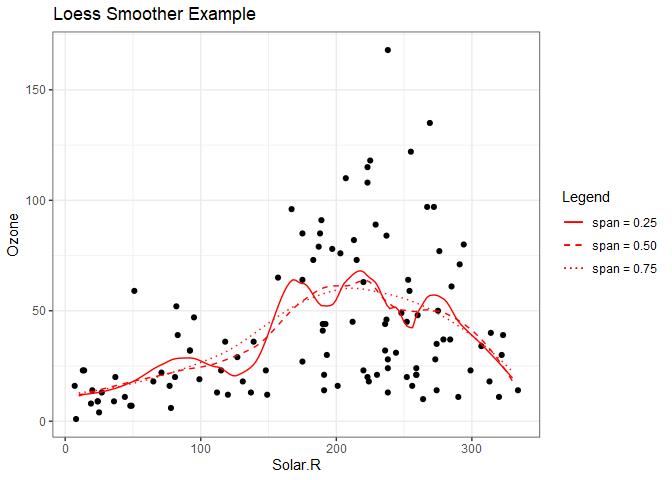 Loess Smoother Example
150
100
50
0
Ozone
0
100
200
300
Solar.R
Legend
span = 0.25
span = 0.50
span = 0.75